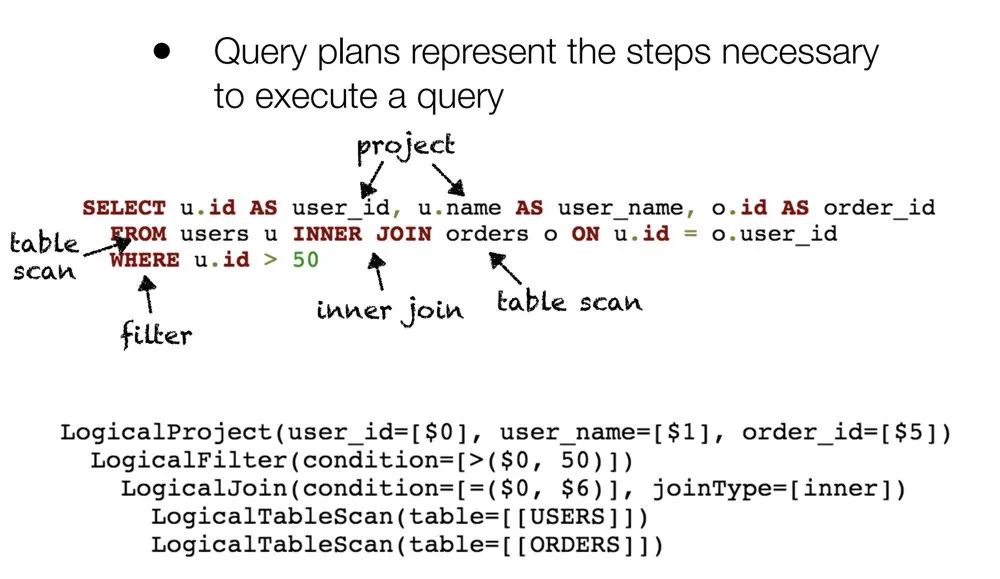 ● Query plans represent the steps necessary
to execute a query
project
SELECT u.id AS user_id, u.name AS user_name, o.id AS order_id
table
scan
FROM users u INNER JOIN orders o ON u.id = o.user_id
WHERE u.id > 50
filter
inner join
table scan
LogicalProject(user_id=[$0], user_name=[$1], order_id=[$5])
LogicalFilter(condition=[>($0, 50)])
LogicalJoin(condition=[=($0, $6)], joinType=[inner])
LogicalTableScan(table=[[USERS]])
LogicalTableScan(table=[[ORDERS]])